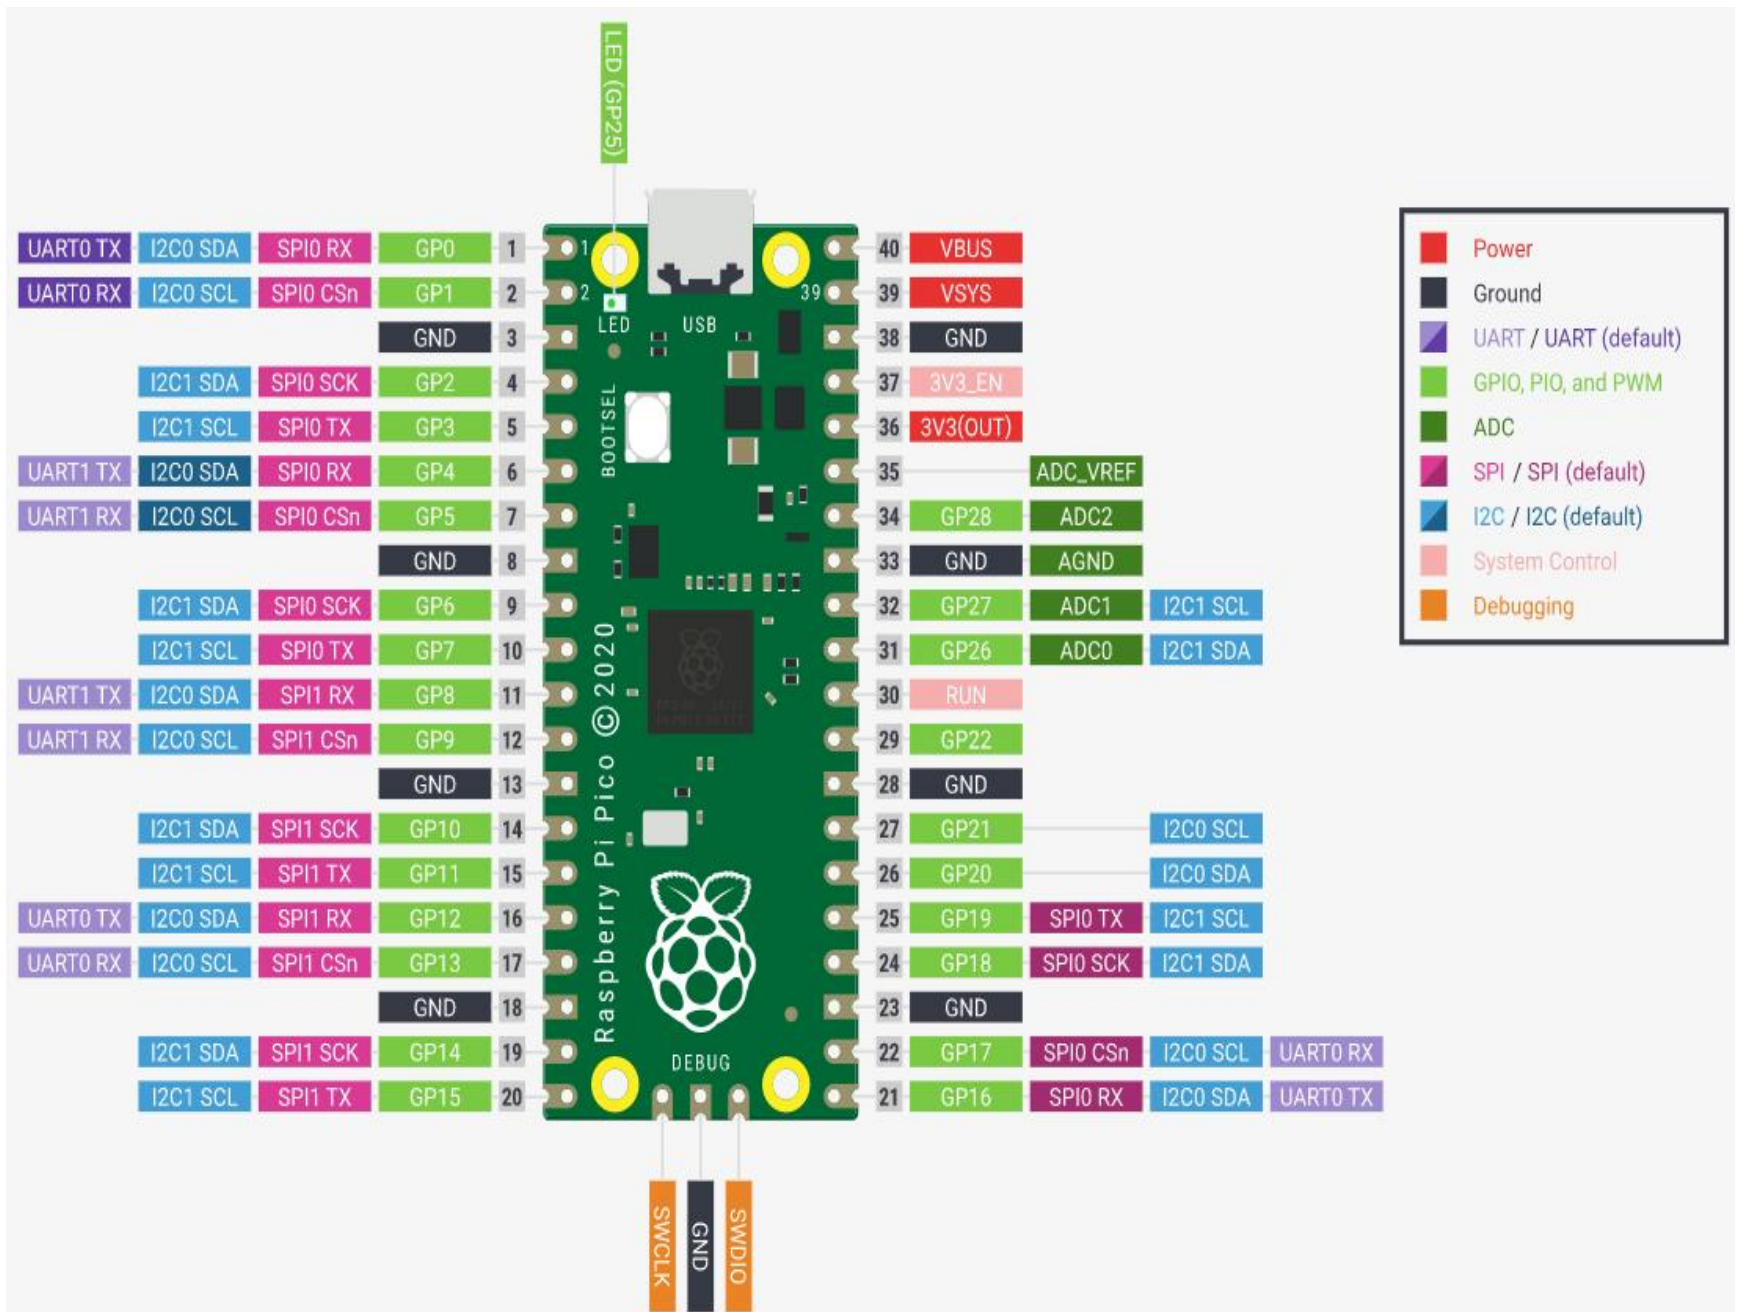 LED (GP25)
UART0 TX I2C0 SDA SPI0 RX GP0 1 1 40 VBUS
UART0 RX I2C0 SCL SPI0 CSn GP1 2 2 39 39 VSYS
LED USB
GND 3 38 GND
I2C1 SDA SPI0 SCK GP2 4 37 3V3_EN
I2C1 SCL SPI0 TX GP3 5 36 3V3(OUT)
BOOTSEL
UART1 TX I2C0 SDA SPI0 RX GP4 6 35 ADC_VREF
UART1 RX I2C0 SCL SPI0 CSn GP5 7 34 GP28 ADC2
GND 8 33 GND AGND
I2C1 SDA SPI0 SCK GP6 9 32 GP27 ADC1 I2C1 SCL
I2C1 SCL SPI0 TX GP7 10 31 GP26 ADC0 I2C1 SDA
UART1 TX I2C0 SDA SPI1 RX GP8 11 30 RUN
UART1 RX I2C0 SCL SPI1 CSn GP9 12 29 GP22
GND 13 28 GND
I2C1 SDA SPI1 SCK GP10 14 27 GP21 I2C0 SCL
I2C1 SCL SPI1 TX GP11 15 26 GP20 I2C0 SDA
UART0 TX I2C0 SDA SPI1 RX GP12 16 25 GP19 SPI0 TX I2C1 SCL
UART0 RX I2C0 SCL SPI1 CSn GP13 17 24 GP18 SPI0 SCK I2C1 SDA
GND 18 23 GND
I2C1 SDA SPI1 SCK GP14 19 22 GP17 SPI0 CSn I2C0 SCL UART0 RX
I2C1 SCL SPI1 TX GP15 20 21 GP16 SPI0 RX I2C0 SDA UART0 TX
Raspberry Pi Pico ©2020
DEBUG
SWCLK
GND
SWDIO
Power
Ground
UART / UART (default)
GPIO, PIO, and PWM
ADC
SPI / SPI (default)
I2C / I2C (default)
System Control
Debugging